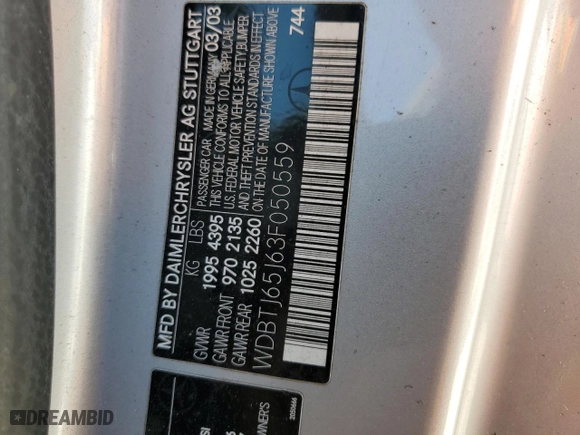 MFD BY DAIMLERCHRYSLER AG STUTTGART
KG LBS PASSENGER CAR MADE IN GERMANY 03/03
GVWR 1995 4395 THIS VEHICLE CONFORMS TO ALL APPLICABLE
GAWR FRONT 970 2135 U.S. FEDERAL MOTOR VEHICLE SAFETY, BUMPER
GAWR REAR 1025 2260 AND THEFT PREVENTION STANDARDS IN EFFECT
ON THE DATE OF MANUFACTURE SHOWN ABOVE
WDBTJ65J63F050559
744
SI
OWNER'S
DREAMBID